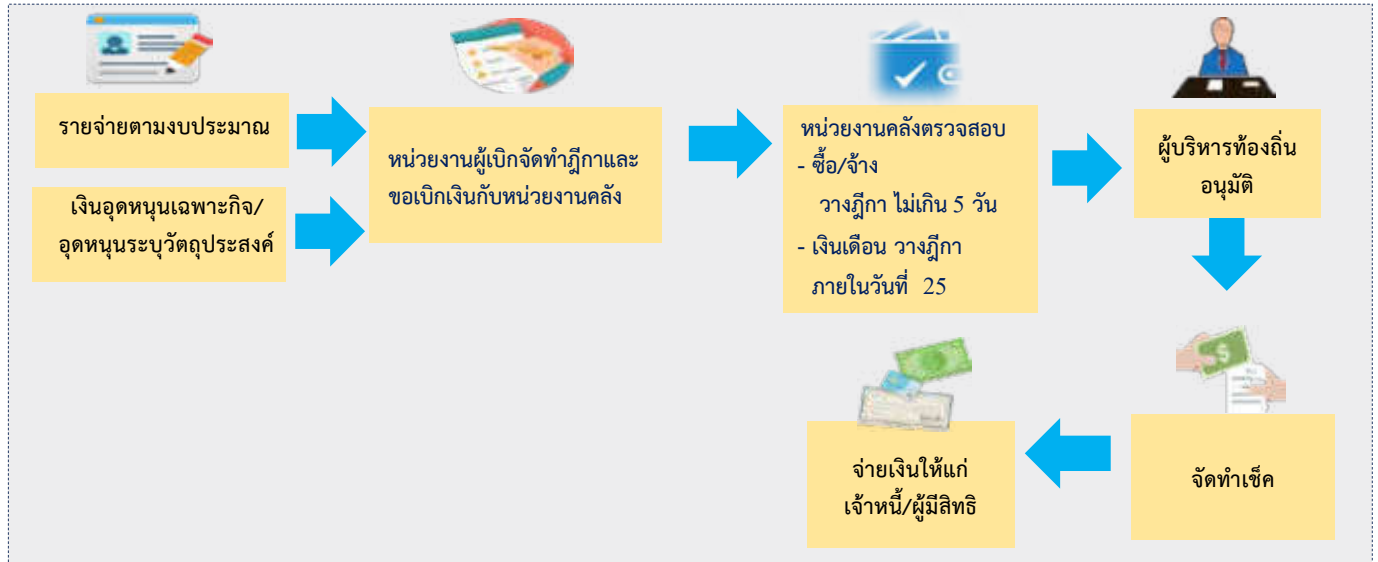 รายจ่ายตามงบประมาณ
เงินอุดหนุนเฉพาะกิจ/
อุดหนุนระบุวัตถุประสงค์
หน่วยงานผู้เบิกจัดทำฎีกาและ
ขอเบิกเงินกับหน่วยงานคลัง
หน่วยงานคลังตรวจสอบ
- ซื้อ/จ้าง
วางฎีกา ไม่เกิน 5 วัน
- เงินเดือน วางฎีกา
ภายในวันที่ 25
ผู้บริหารท้องถิ่น
อนุมัติ
จัดทำเช็ค
จ่ายเงินให้แก่
เจ้าหนี้/ผู้มีสิทธิ